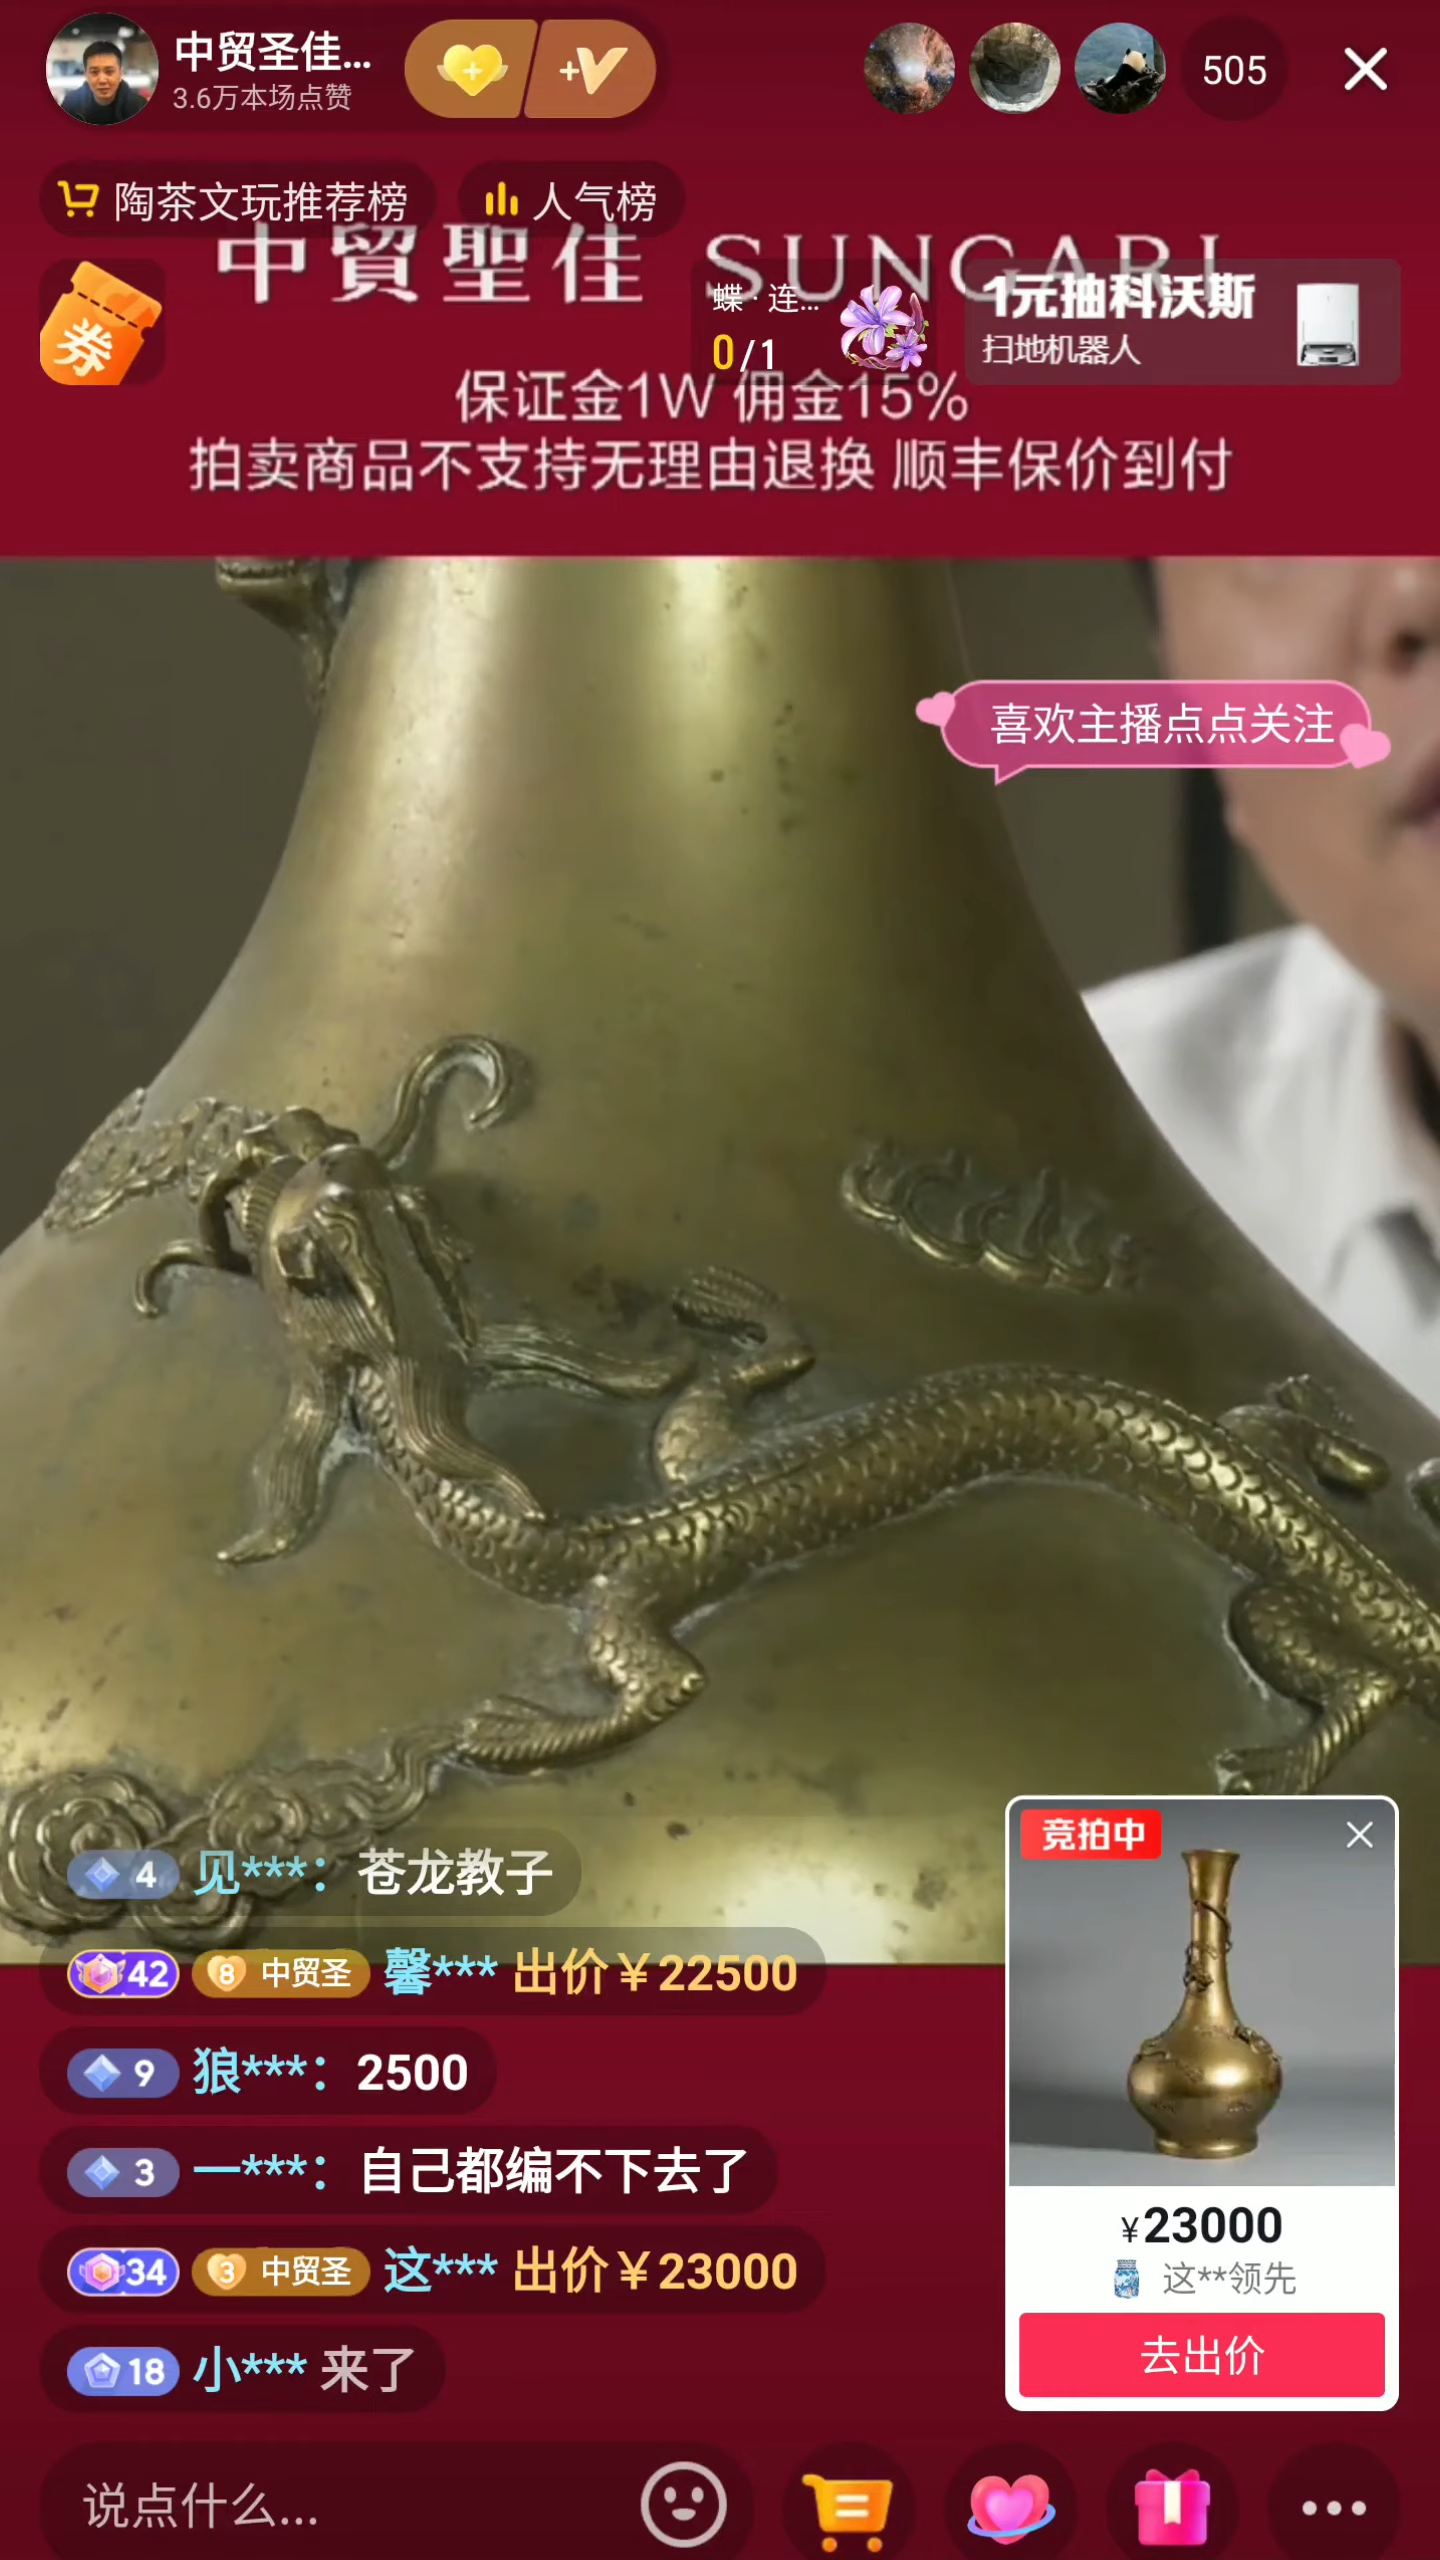 中贸圣佳...
3.6万本场点赞
505
陶茶文玩推荐榜
人气榜
中貿聖佳 SUNGARI
券
蝶·连...
0/1
1元抽科沃斯
扫地机器人
保证金1W 佣金15%
拍卖商品不支持无理由退换 顺丰保价到付
喜欢主播点点关注
4 见***：苍龙教子
42 8 中贸圣 馨*** 出价￥22500
9 狼***：2500
3 一***：自己都编不下去了
34 3 中贸圣 这*** 出价￥23000
18 小*** 来了
竞拍中
¥23000
这**领先
去出价
说点什么...